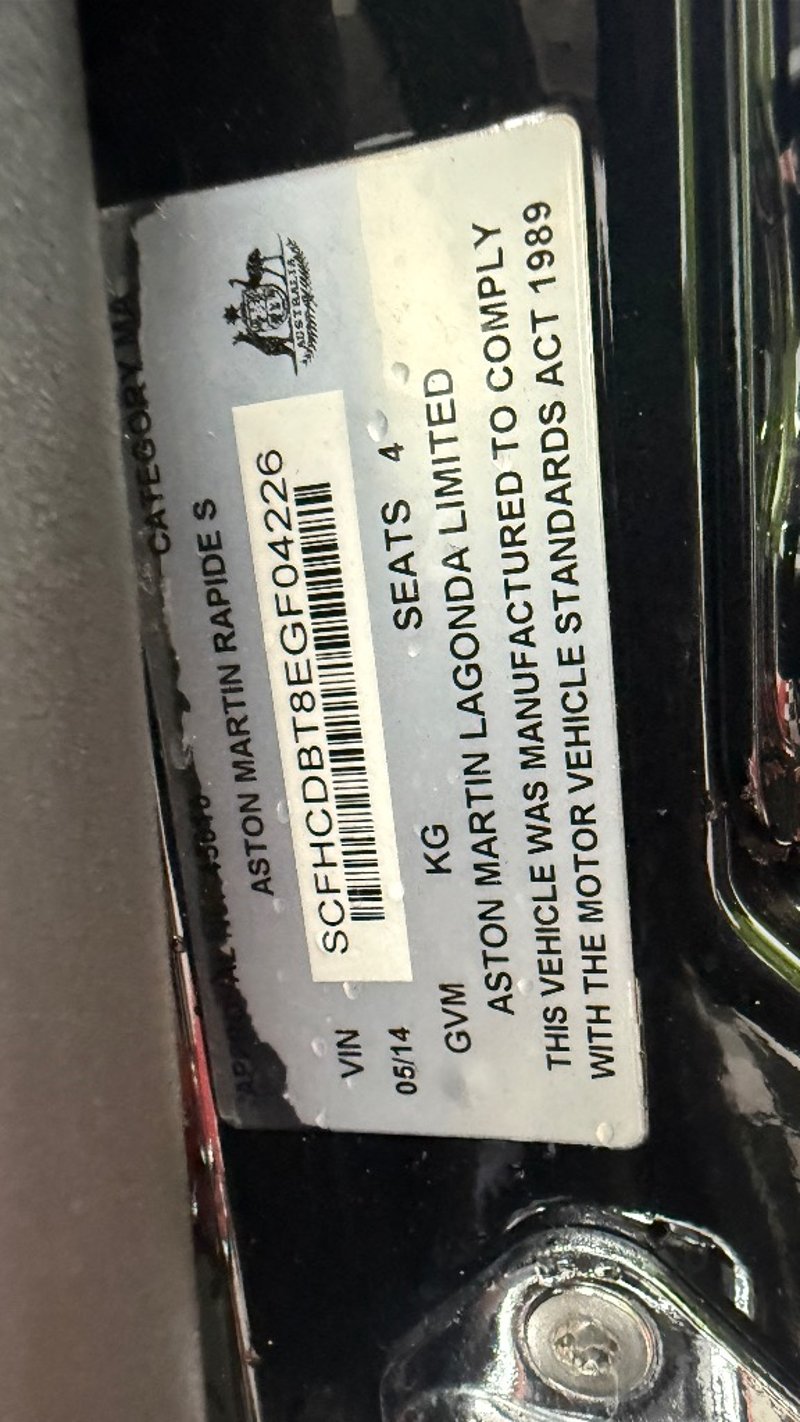 CATEGORY MA
ASTON MARTIN RAPIDE S
AUSTRALIA
VIN SCFHCDBT8EGF04226
05/14
GVM KG SEATS 4
ASTON MARTIN LAGONDA LIMITED
THIS VEHICLE WAS MANUFACTURED TO COMPLY
WITH THE MOTOR VEHICLE STANDARDS ACT 1989